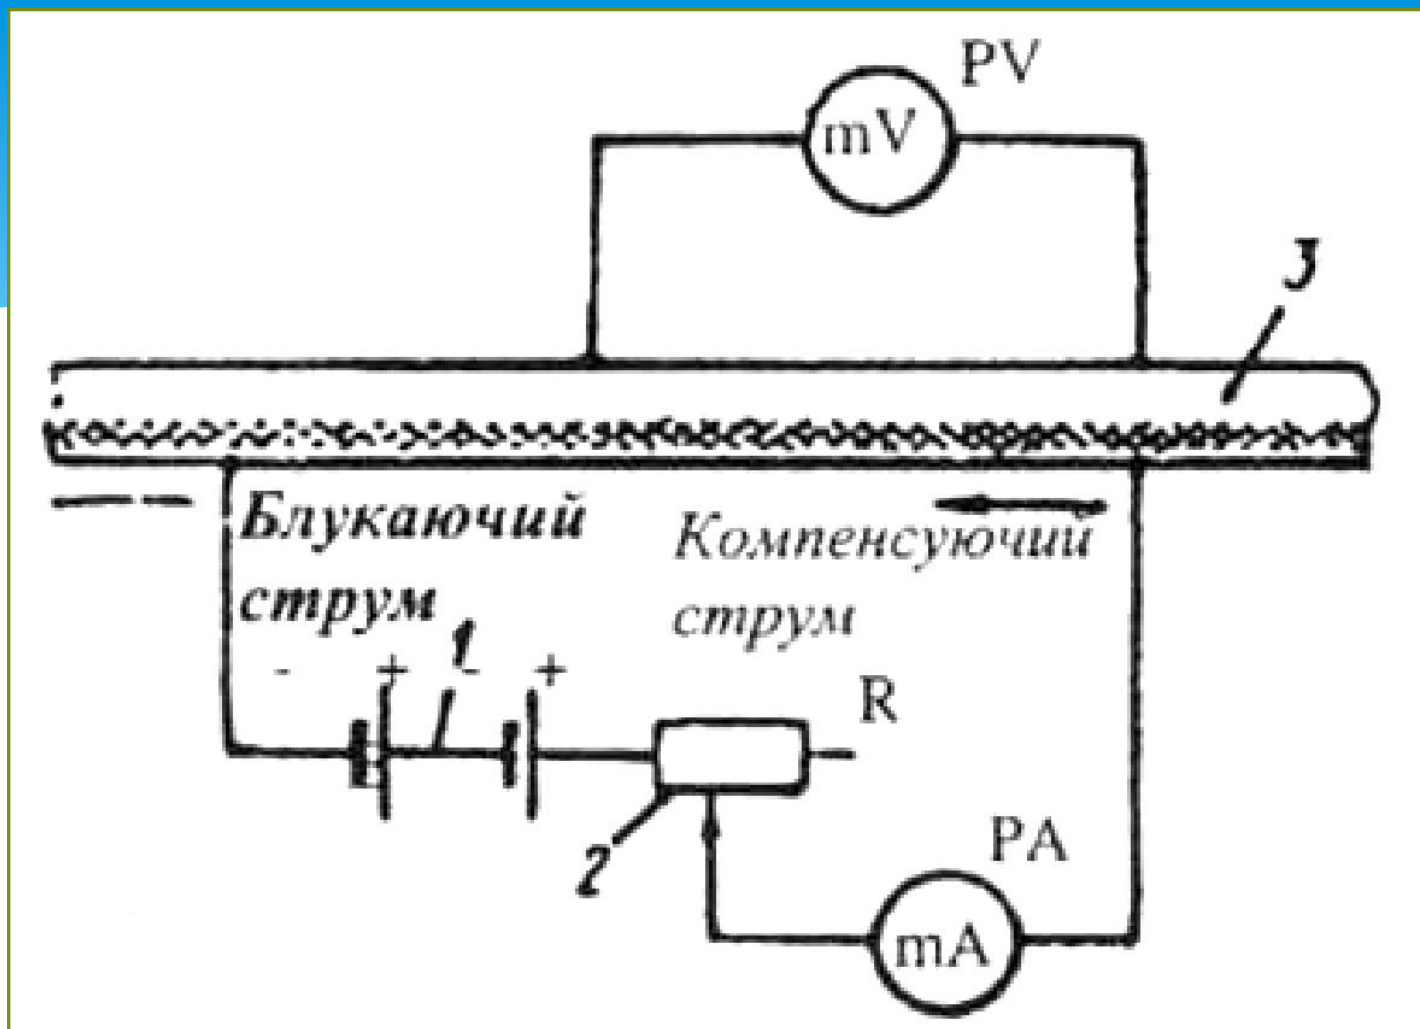 PV
mV
3
Блукаючий
струм
Компенсуючий
струм
- + 1 - +
R
2
PA
mA